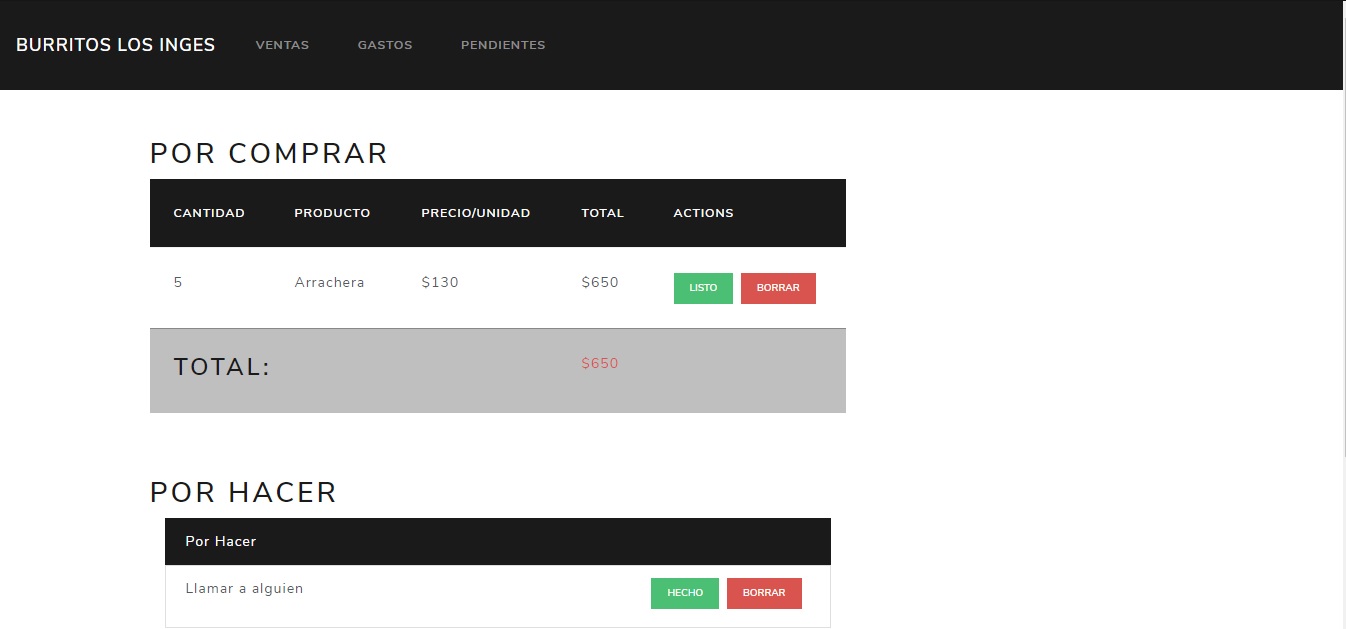 BURRITOS LOS INGES VENTAS GASTOS PENDIENTES
POR COMPRAR
CANTIDAD PRODUCTO PRECIO/UNIDAD TOTAL ACTIONS
5 Arrachera $130 $650 LISTO BORRAR
TOTAL: $650
POR HACER
Por Hacer
Llamar a alguien HECHO BORRAR